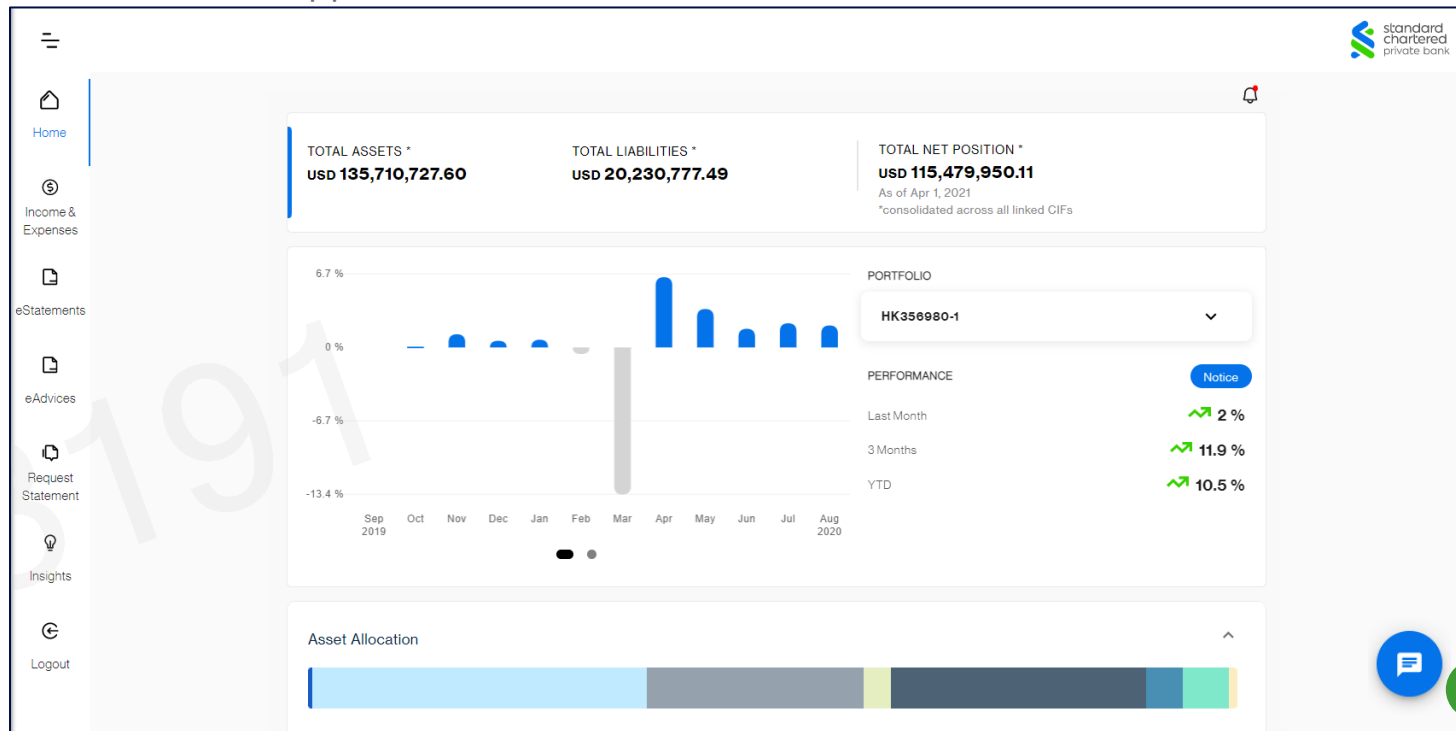 standard
chartered
private bank
Home
Income &
Expenses
eStatements
eAdvices
Request
Statement
Insights
Logout
TOTAL ASSETS *
USD 135,710,727.60
TOTAL LIABILITIES *
USD 20,230,777.49
TOTAL NET POSITION *
USD 115,479,950.11
As of Apr 1, 2021
*consolidated across all linked CIFs
6.7 %
0 %
-6.7 %
-13.4 %
Sep 2019 Oct Nov Dec Jan Feb Mar Apr May Jun Jul Aug 2020
PORTFOLIO
HK356980-1
PERFORMANCE
Notice
Last Month 2 %
3 Months 11.9 %
YTD 10.5 %
Asset Allocation